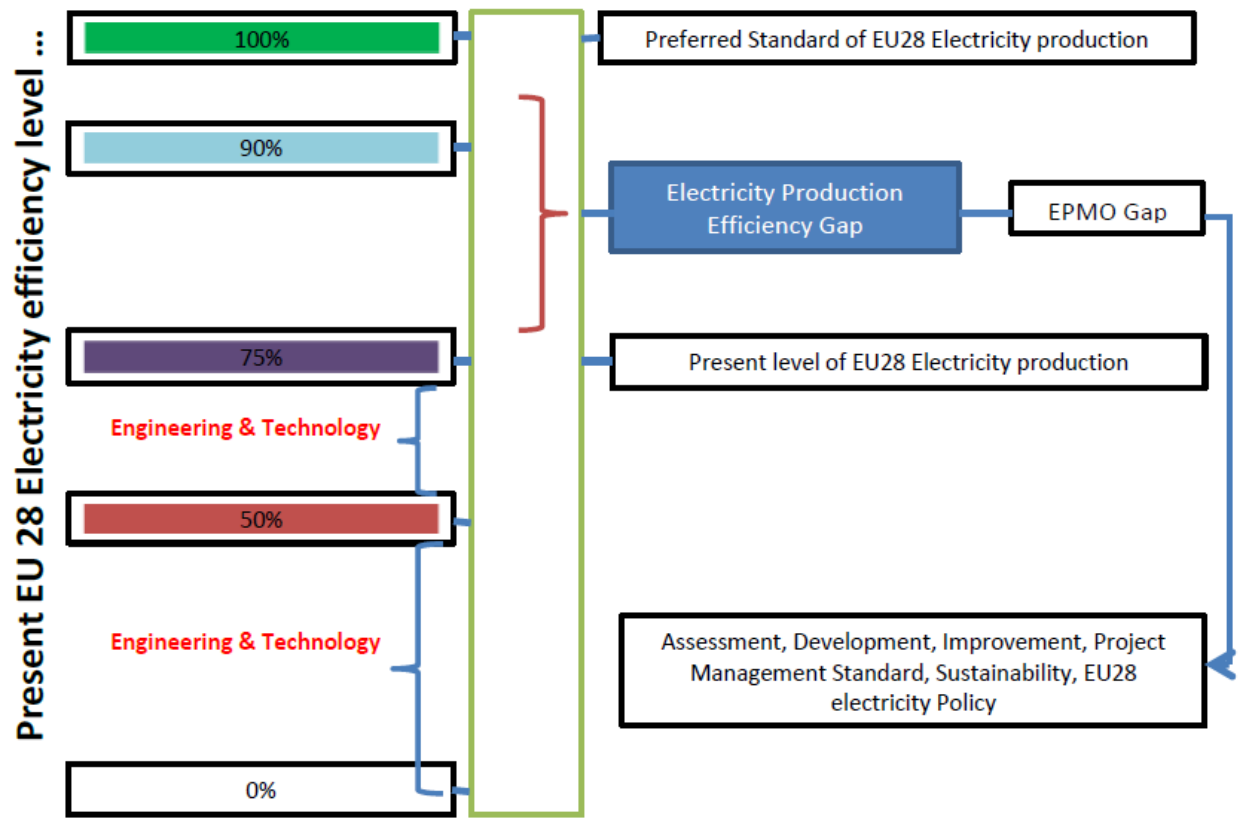 Present EU 28 Electricity efficiency level ...
100%
Preferred Standard of EU28 Electricity production
90%
Electricity Production
Efficiency Gap
EPMO Gap
75%
Present level of EU28 Electricity production
Engineering & Technology
50%
Engineering & Technology
Assessment, Development, Improvement, Project
Management Standard, Sustainability, EU28
electricity Policy
0%